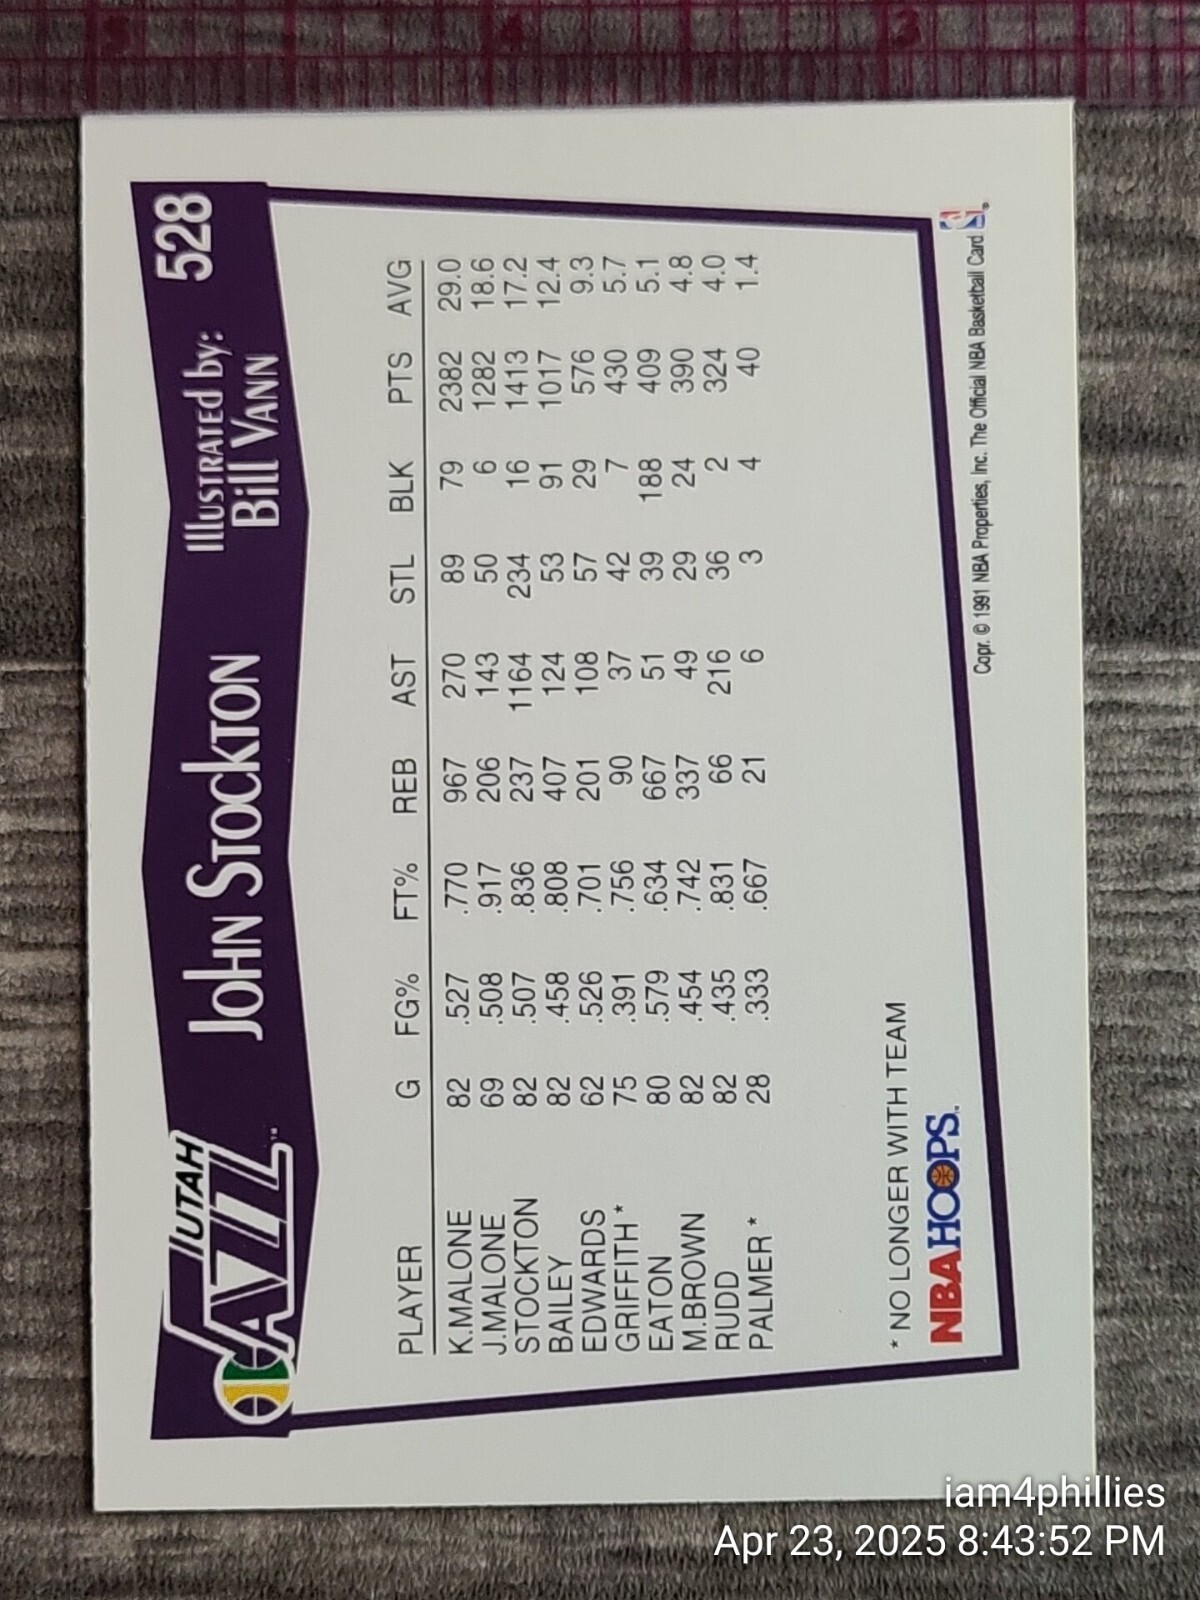 UTAH
JAZZ
™
JOHN STOCKTON
Illustrated by:
Bill Vann
528
PLAYER G FG% FT% REB AST STL BLK PTS AVG
K.MALONE 82 .527 .770 967 270 89 79 2382 29.0
J.MALONE 69 .508 .917 206 143 50 6 1282 18.6
STOCKTON 82 .507 .836 237 1164 234 16 1413 17.2
BAILEY 82 .458 .808 407 124 53 91 1017 12.4
EDWARDS 62 .526 .701 201 108 57 29 576 9.3
GRIFFITH * 75 .391 .756 90 37 42 7 430 5.7
EATON 80 .579 .634 667 51 39 188 409 5.1
M.BROWN 82 .454 .742 337 49 29 24 390 4.8
RUDD 82 .435 .831 66 216 36 2 324 4.0
PALMER * 28 .333 .667 21 6 3 4 40 1.4
* NO LONGER WITH TEAM
NBA HOOPS™
Copr. © 1991 NBA Properties, Inc. The Official NBA Basketball Card
4
iam4phillies
Apr 23, 2025 8:43:52 PM